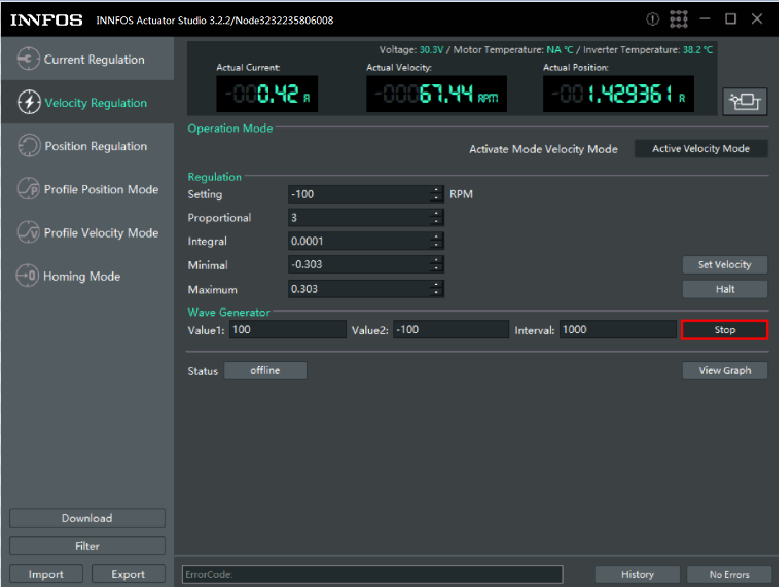 INNFOS INNFOS Actuator Studio 3.2.2/Node3232235806008
Current Regulation
Velocity Regulation
Position Regulation
Profile Position Mode
Profile Velocity Mode
Homing Mode
Download
Filter
Import Export
Voltage: 30.3V / Motor Temperature: NA ℃ / Inverter Temperature: 38.2 ℃
Actual Current: Actual Velocity: Actual Position:
-000.42 A -00067.44 RPM -001.429361 R
Operation Mode
Activate Mode Velocity Mode Active Velocity Mode
Regulation
Setting -100 RPM
Proportional 3
Integral 0.0001
Minimal -0.303 Set Velocity
Maximum 0.303 Halt
Wave Generator
Value1: 100 Value2: -100 Interval: 1000 Stop
Status offline View Graph
ErrorCode: History No Errors